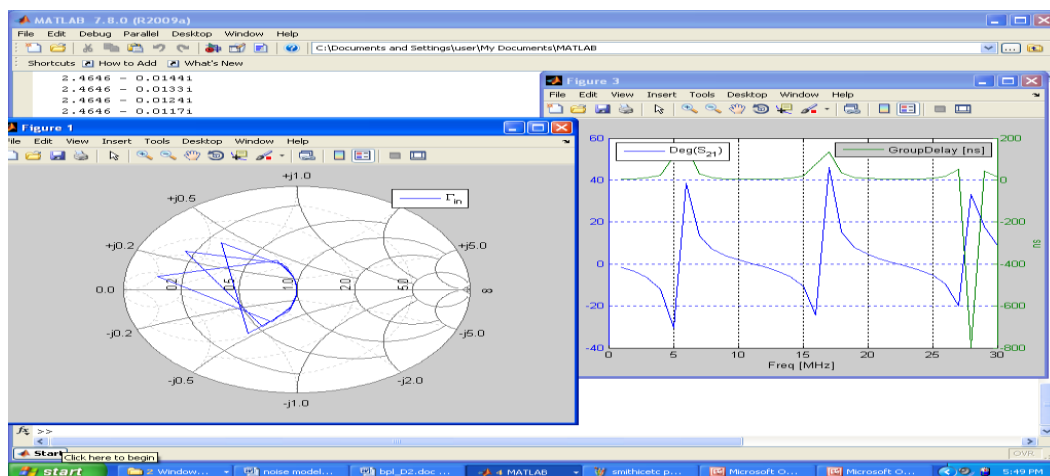 MATLAB 7.8.0 (R2009a)
File Edit Debug Parallel Desktop Window Help
C:\Documents and Settings\user\My Documents\MATLAB
Shortcuts How to Add What's New
2.4646 - 0.0144i
2.4646 - 0.0133i
2.4646 - 0.0124i
2.4646 - 0.0117i
Figure 1
File Edit View Insert Tools Desktop Window Help
+j1.0
+j0.5
Γin
+j0.2
+j5.0
0.0
0.2
0.5
1.0
2.0
5.0
∞
-j0.2
-j5.0
-j0.5
-j2.0
-j1.0
Figure 3
File Edit View Insert Tools Desktop Window Help
Deg(S21)
GroupDelay [ns]
60
40
20
0
-20
-40
200
0
-200
-400
-600
-800
ns
0 5 10 15 20 25 30
Freq [MHz]
fx >>
Start
Click here to begin
OVR
start
2 Window...
noise model...
bpl_D2.doc ...
4 MATLAB
smithicetc p...
Microsoft O...
Microsoft O...
5:49 PM